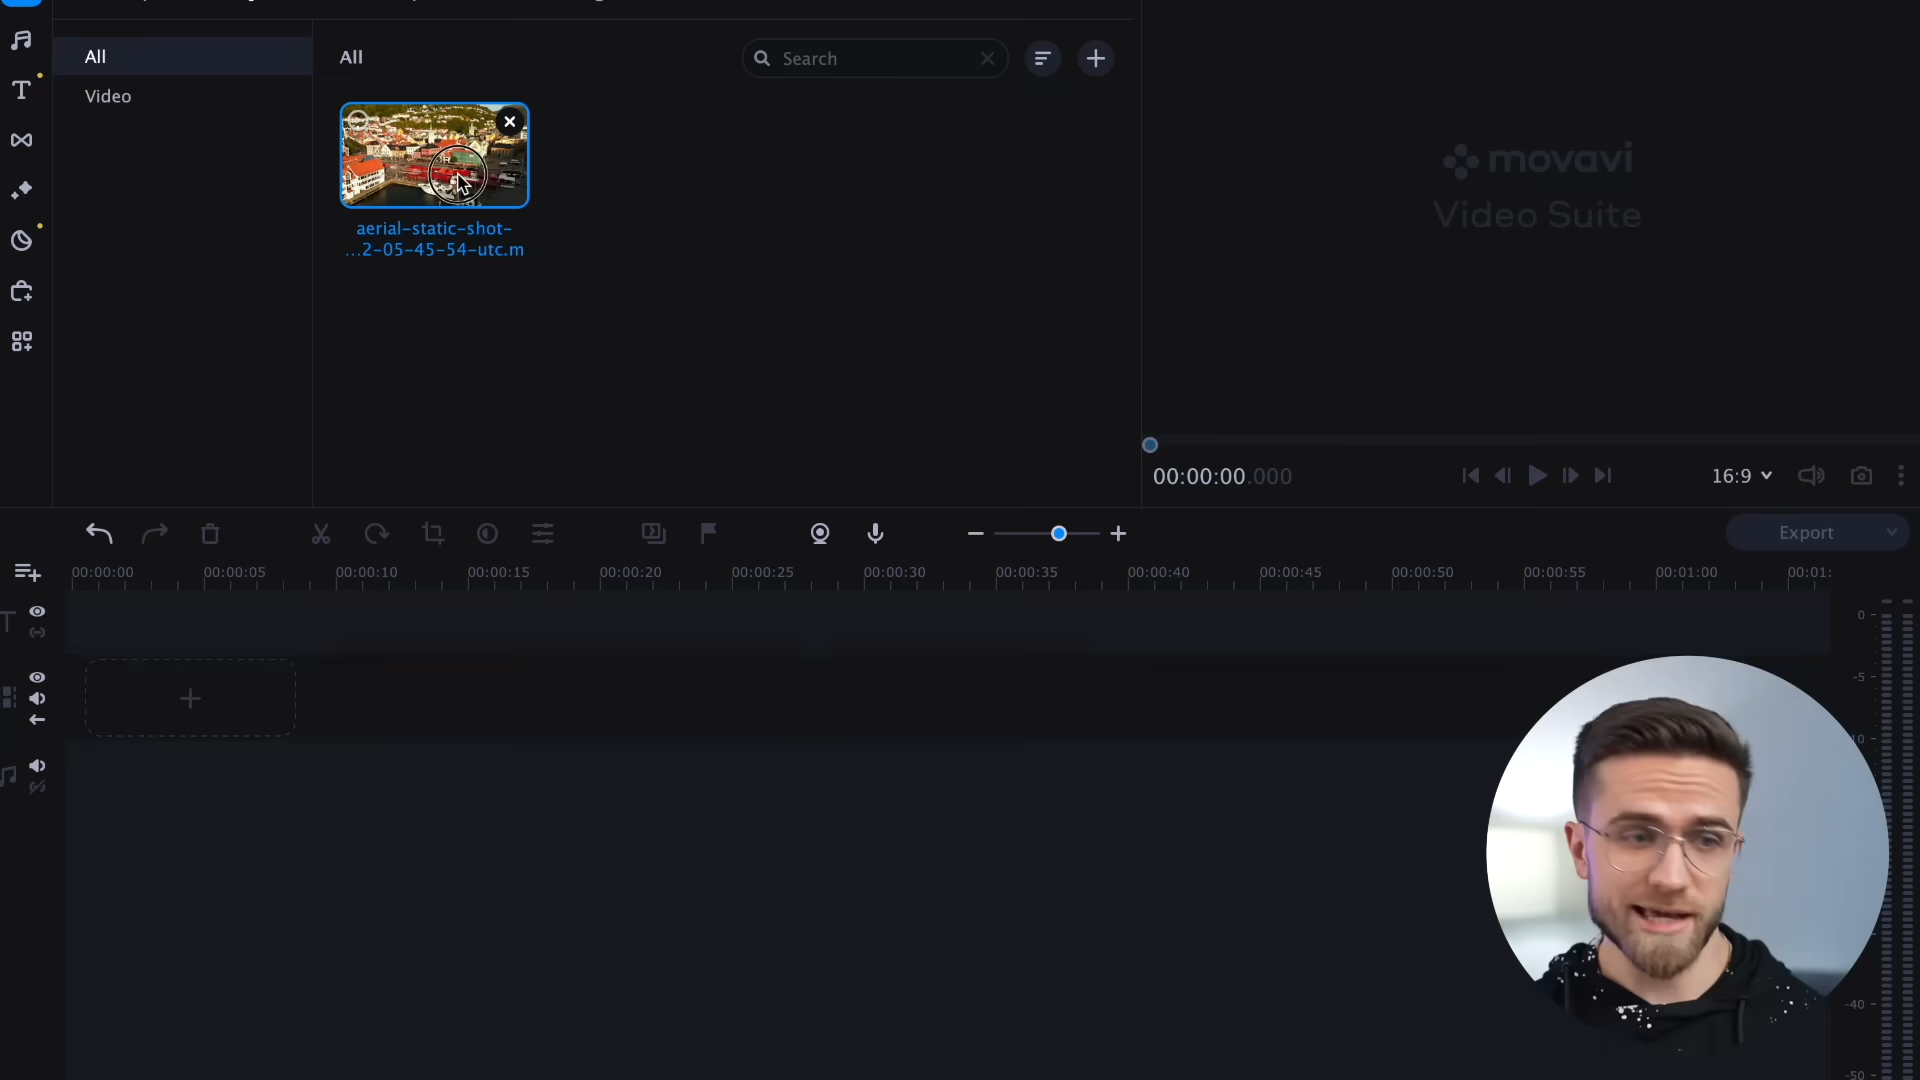 All
Video
All
Search
aerial-static-shot-
...2-05-45-54-utc.m
movavi
Video Suite
00:00:00.000
16:9
Export
00:00:00 00:00:05 00:00:10 00:00:15 00:00:20 00:00:25 00:00:30 00:00:35 00:00:40 00:00:45 00:00:50 00:00:55 00:01:00 00:01:
0
-5
-40
-50